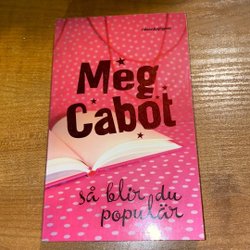 Meg
Cabot
så blir du
populär